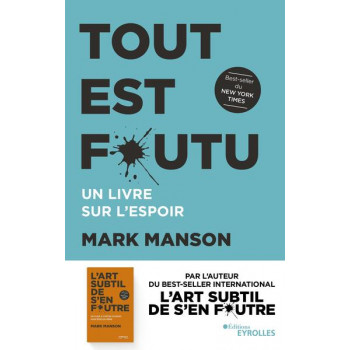 TOUT
EST
F*UTU
Best-seller
du
NEW YORK
TIMES
UN LIVRE
SUR L'ESPOIR
MARK MANSON
L'ART
SUBTIL
DE
S'EN
F*UTRE
MARK MANSON
PAR L'AUTEUR
DU BEST-SELLER INTERNATIONAL
L'ART SUBTIL
DE S'EN F*UTRE
Éditions
EYROLLES